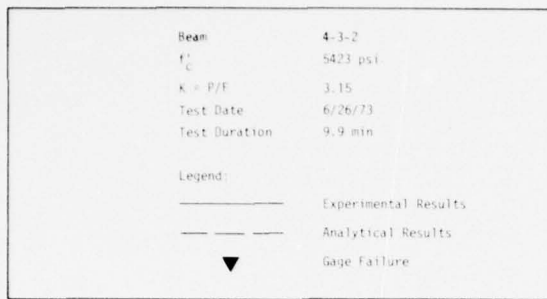 Beam 4-3-2
f'c 5423 psi
K = P/F 3.15
Test Date 6/26/73
Test Duration 9.9 min
Legend:
Experimental Results
Analytical Results
Gage Failure